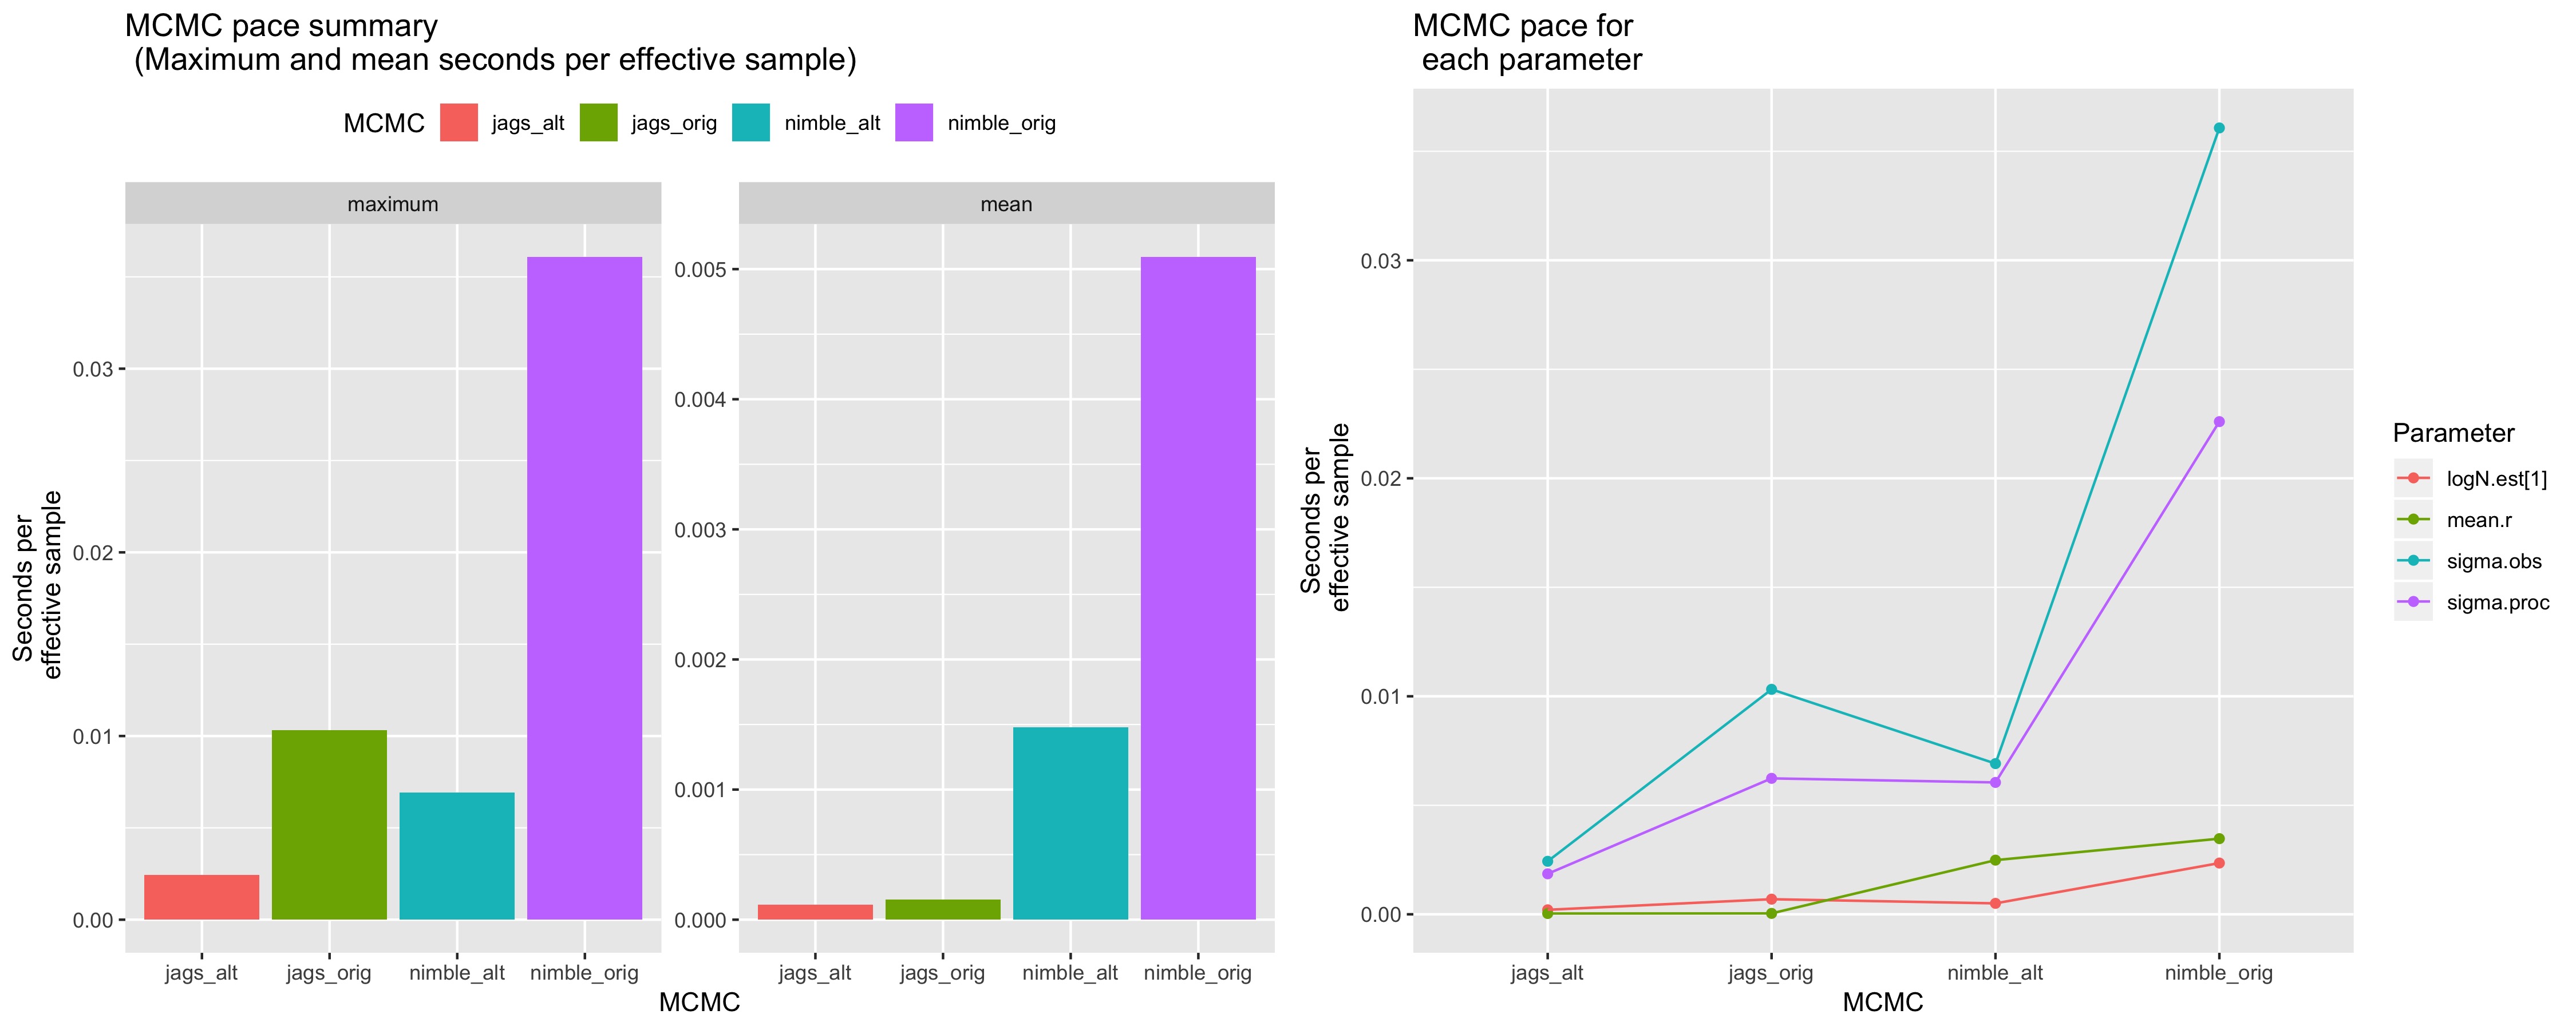 MCMC pace summary
(Maximum and mean seconds per effective sample)
MCMC jags_alt jags_orig nimble_alt nimble_orig
maximum
mean
Seconds per
effective sample
0.03
0.02
0.01
0.00
0.005
0.004
0.003
0.002
0.001
0.000
jags_alt jags_orig nimble_alt nimble_orig
jags_alt jags_orig nimble_alt nimble_orig
MCMC
MCMC pace for
each parameter
Seconds per
effective sample
0.03
0.02
0.01
0.00
jags_alt jags_orig nimble_alt nimble_orig
MCMC
Parameter
logN.est[1]
mean.r
sigma.obs
sigma.proc